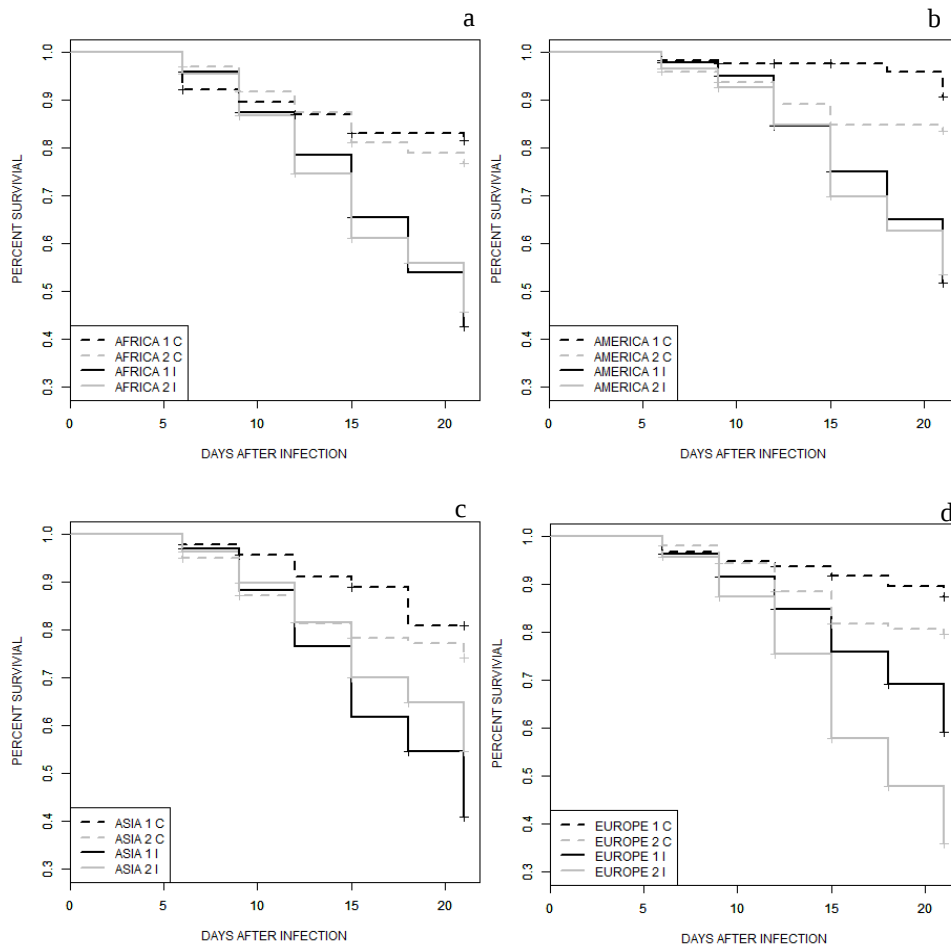 a
PERCENT SURVIVIAL
1.0
0.9
0.8
0.7
0.6
0.5
0.4
0.3
AFRICA 1 C
AFRICA 2 C
AFRICA 1 I
AFRICA 2 I
0 5 10 15 20
DAYS AFTER INFECTION
b
PERCENT SURVIVIAL
1.0
0.9
0.8
0.7
0.6
0.5
0.4
0.3
AMERICA 1 C
AMERICA 2 C
AMERICA 1 I
AMERICA 2 I
0 5 10 15 20
DAYS AFTER INFECTION
c
PERCENT SURVIVIAL
1.0
0.9
0.8
0.7
0.6
0.5
0.4
0.3
ASIA 1 C
ASIA 2 C
ASIA 1 I
ASIA 2 I
0 5 10 15 20
DAYS AFTER INFECTION
d
PERCENT SURVIVIAL
1.0
0.9
0.8
0.7
0.6
0.5
0.4
0.3
EUROPE 1 C
EUROPE 2 C
EUROPE 1 I
EUROPE 2 I
0 5 10 15 20
DAYS AFTER INFECTION